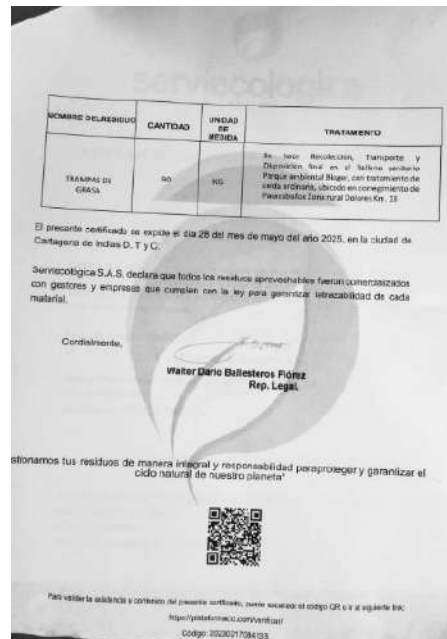 serviecologica
NOMBRE DEL RESIDUO CANTIDAD UNIDAD DE MEDIDA TRATAMIENTO
TRAMPAS DE GRASA 90 KG
Se hace Recolección, Transporte y
Disposición final en el Relleno sanitario
Parque ambiental Bioger, con tratamiento de
celda ordinaria, ubicado en corregimiento de
Pasacaballos Zona rural Dolores Km. 18
El presente certificado se expide el día 28 del mes de mayo del año 2025, en la ciudad de
Cartagena de Indias D. T y C.
Serviecológica S.A.S. declara que todos los residuos aprovechables fueron comercializados
con gestores y empresas que cumplen con la ley para garantizar la trazabilidad de cada
material.
Cordialmente,
Walter Dario Ballesteros Flórez
Rep. Legal.
stionamos tus residuos de manera integral y responsabilidad para proteger y garantizar el
ciclo natural de nuestro planeta"
Para validar la existencia y contenido del presente certificado, puede escanear el código QR o ir al siguiente link:
Código: 20230217084133